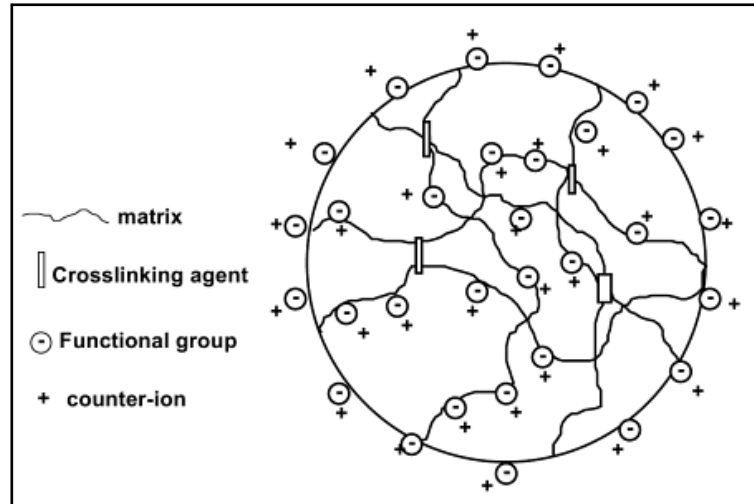 matrix
Crosslinking agent
Functional group
counter-ion